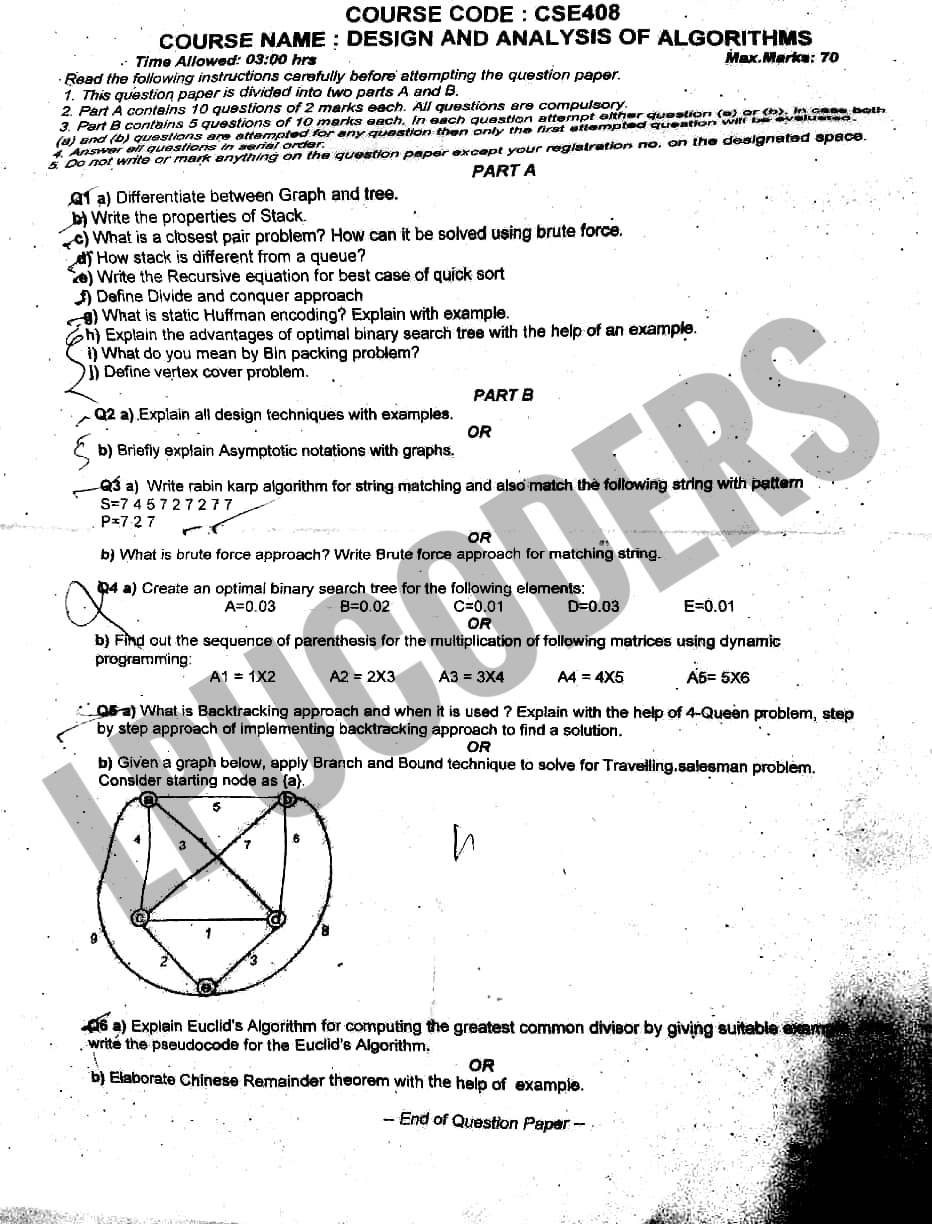 COURSE CODE : CSE408
COURSE NAME : DESIGN AND ANALYSIS OF ALGORITHMS
Time Allowed: 03:00 hrs Max.Marks: 70
Read the following instructions carefully before attempting the question paper.
1. This question paper is divided into two parts A and B.
2. Part A contains 10 questions of 2 marks each. All questions are compulsory.
3. Part B contains 5 questions of 10 marks each. In each question attempt either question (a) or (b). In case both
(a) and (b) questions are attempted for any question then only the first attempted question will be evaluated.
4. Answer all questions in serial order.
5. Do not write or mark anything on the question paper except your registration no. on the designated space.
PART A
Q1 a) Differentiate between Graph and tree.
b) Write the properties of Stack.
c) What is a closest pair problem? How can it be solved using brute force.
d) How stack is different from a queue?
e) Write the Recursive equation for best case of quick sort
f) Define Divide and conquer approach
g) What is static Huffman encoding? Explain with example.
h) Explain the advantages of optimal binary search tree with the help of an example.
i) What do you mean by Bin packing problem?
j) Define vertex cover problem.
PART B
Q2 a) Explain all design techniques with examples.
OR
b) Briefly explain Asymptotic notations with graphs.
Q3 a) Write rabin karp algorithm for string matching and also match the following string with pattern
S=7 4 5 7 2 7 2 7 7
P=7 2 7
OR
b) What is brute force approach? Write Brute force approach for matching string.
Q4 a) Create an optimal binary search tree for the following elements:
A=0.03 B=0.02 C=0.01 D=0.03 E=0.01
OR
b) Find out the sequence of parenthesis for the multiplication of following matrices using dynamic
programming:
A1 = 1X2 A2 = 2X3 A3 = 3X4 A4 = 4X5 A5= 5X6
Q5 a) What is Backtracking approach and when it is used ? Explain with the help of 4-Queen problem, step
by step approach of implementing backtracking approach to find a solution.
OR
b) Given a graph below, apply Branch and Bound technique to solve for Travelling salesman problem.
Consider starting node as {a}.
a b
5
4 3 7 6
c d
1
9 8
2 3
e
Q6 a) Explain Euclid's Algorithm for computing the greatest common divisor by giving suitable example
write the pseudocode for the Euclid's Algorithm.
OR
b) Elaborate Chinese Remainder theorem with the help of example.
-- End of Question Paper --
LPUCODERS